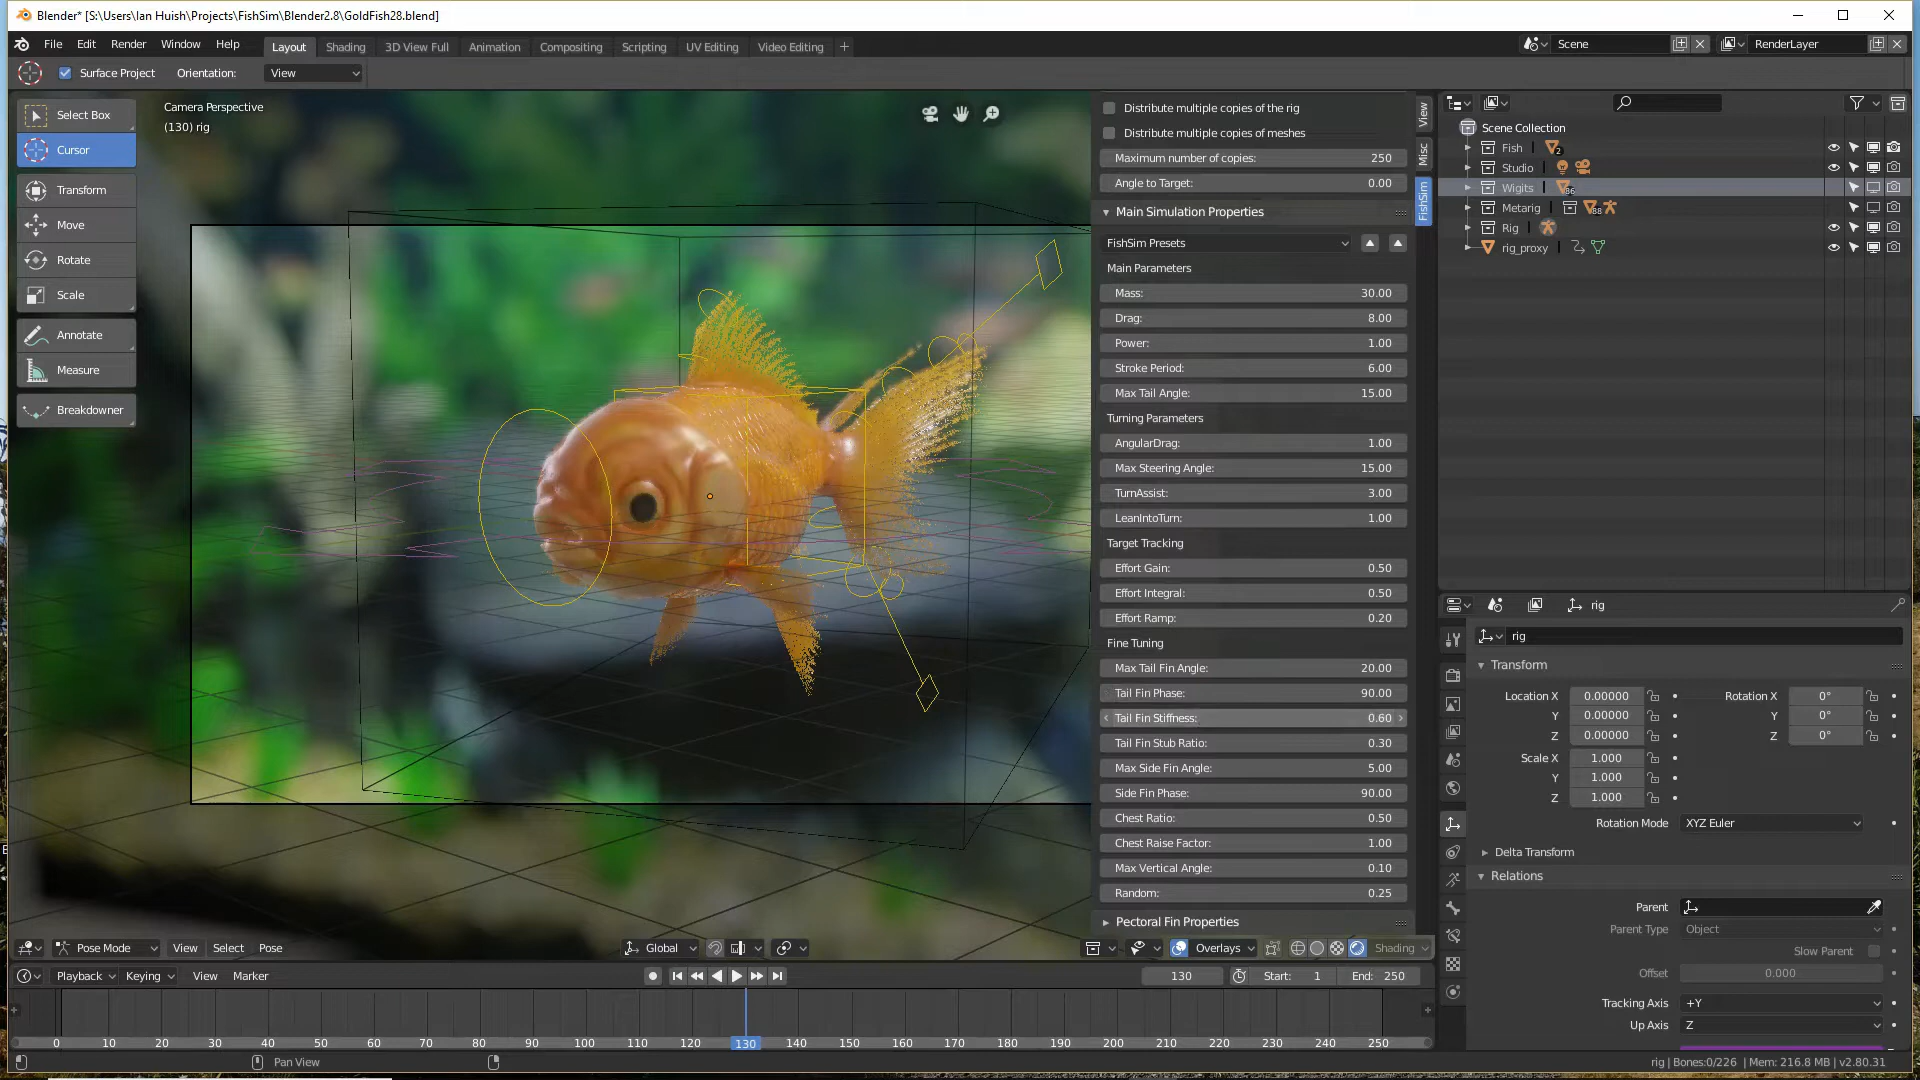 Blender* [S:\Users\Ian Huish\Projects\FishSim\Blender2.8\GoldFish28.blend]
File Edit Render Window Help Layout Shading 3D View Full Animation Compositing Scripting UV Editing Video Editing + Scene RenderLayer
Surface Project Orientation: View
Select Box
Cursor
Transform
Move
Rotate
Scale
Annotate
Measure
Breakdowner
Camera Perspective
(130) rig
Distribute multiple copies of the rig
Distribute multiple copies of meshes
Maximum number of copies: 250
Angle to Target: 0.00
Main Simulation Properties
FishSim Presets
Main Parameters
Mass: 30.00
Drag: 8.00
Power: 1.00
Stroke Period: 6.00
Max Tail Angle: 15.00
Turning Parameters
AngularDrag: 1.00
Max Steering Angle: 15.00
TurnAssist: 3.00
LeanIntoTurn: 1.00
Target Tracking
Effort Gain: 0.50
Effort Integral: 0.50
Effort Ramp: 0.20
Fine Tuning
Max Tail Fin Angle: 20.00
Tail Fin Phase: 90.00
Tail Fin Stiffness: 0.60
Tail Fin Stub Ratio: 0.30
Max Side Fin Angle: 5.00
Side Fin Phase: 90.00
Chest Ratio: 0.50
Chest Raise Factor: 1.00
Max Vertical Angle: 0.10
Random: 0.25
Pectoral Fin Properties
View
Misc
FishSim
Scene Collection
Fish 2
Studio
Wigits 86
Metarig 88
Rig
rig_proxy
rig
rig
Transform
Location X 0.00000 Rotation X 0°
Y 0.00000 Y 0°
Z 0.00000 Z 0°
Scale X 1.000
Y 1.000
Z 1.000
Rotation Mode XYZ Euler
Delta Transform
Relations
Parent
Parent Type Object
Slow Parent
Offset 0.000
Tracking Axis +Y
Up Axis Z
Pose Mode View Select Pose Global Overlays Shading
Playback Keying View Marker 130 Start: 1 End: 250
0 10 20 30 40 50 60 70 80 90 100 110 120 130 140 150 160 170 180 190 200 210 220 230 240 250
Pan View
rig | Bones:0/226 | Mem: 216.8 MB | v2.80.31